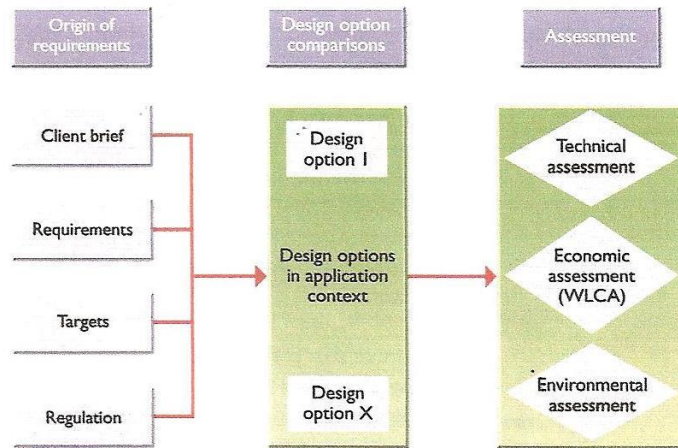 Origin of
requirements
Design option
comparisons
Assessment
Client brief
Requirements
Targets
Regulation
Design
option 1
Design options
in application
context
Design
option X
Technical
assessment
Economic
assessment
(WLCA)
Environmental
assessment